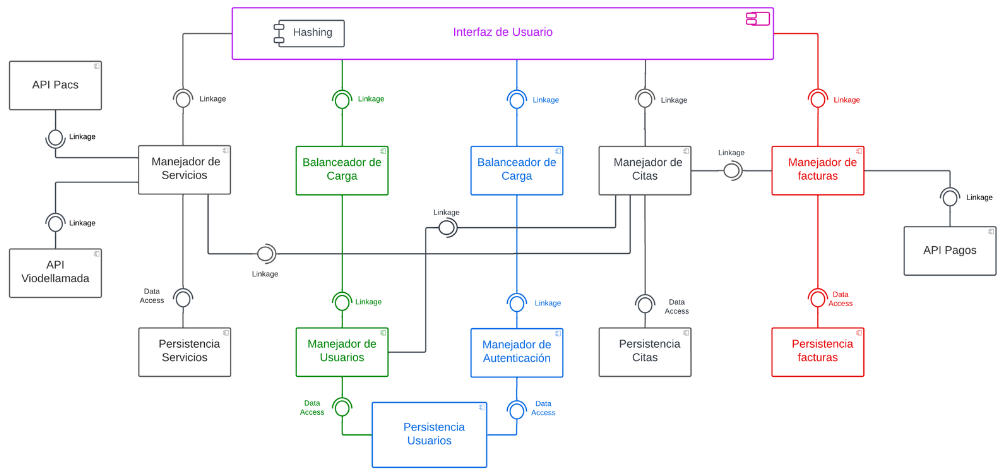 Hashing
Interfaz de Usuario
API Pacs
Linkage
Linkage
Linkage
Linkage
Linkage
Linkage
Manejador de
Servicios
Balanceador de
Carga
Balanceador de
Carga
Manejador de
Citas
Linkage
Manejador de
facturas
Linkage
Linkage
Linkage
API
Viodellamada
Linkage
API Pagos
Data
Access
Linkage
Linkage
Data
Access
Data
Access
Persistencia
Servicios
Manejador de
Usuarios
Manejador de
Autenticación
Persistencia
Citas
Persistencia
facturas
Data
Access
Data
Access
Persistencia
Usuarios